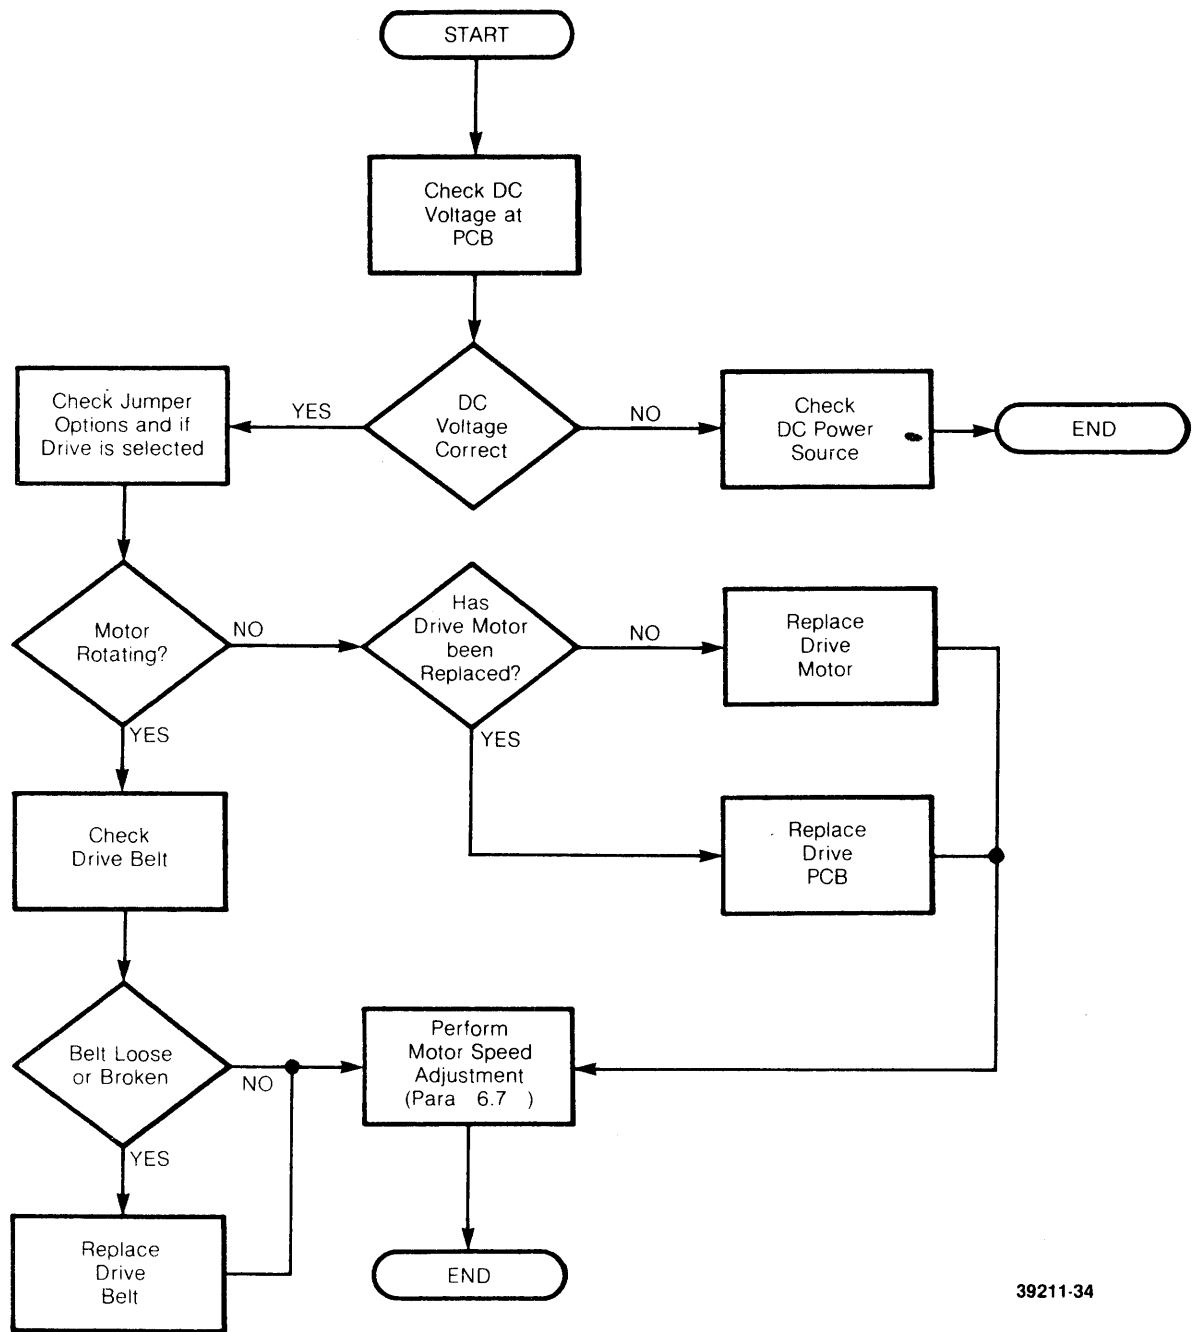 START
Check DC
Voltage at
PCB
Check Jumper
Options and if
Drive is selected
YES
DC
Voltage
Correct
NO
Check
DC Power
Source
END
Motor
Rotating?
NO
Has
Drive Motor
been
Replaced?
NO
Replace
Drive
Motor
YES
YES
Check
Drive Belt
Replace
Drive
PCB
Belt Loose
or Broken
NO
Perform
Motor Speed
Adjustment
(Para 6.7 )
YES
Replace
Drive
Belt
END
39211-34